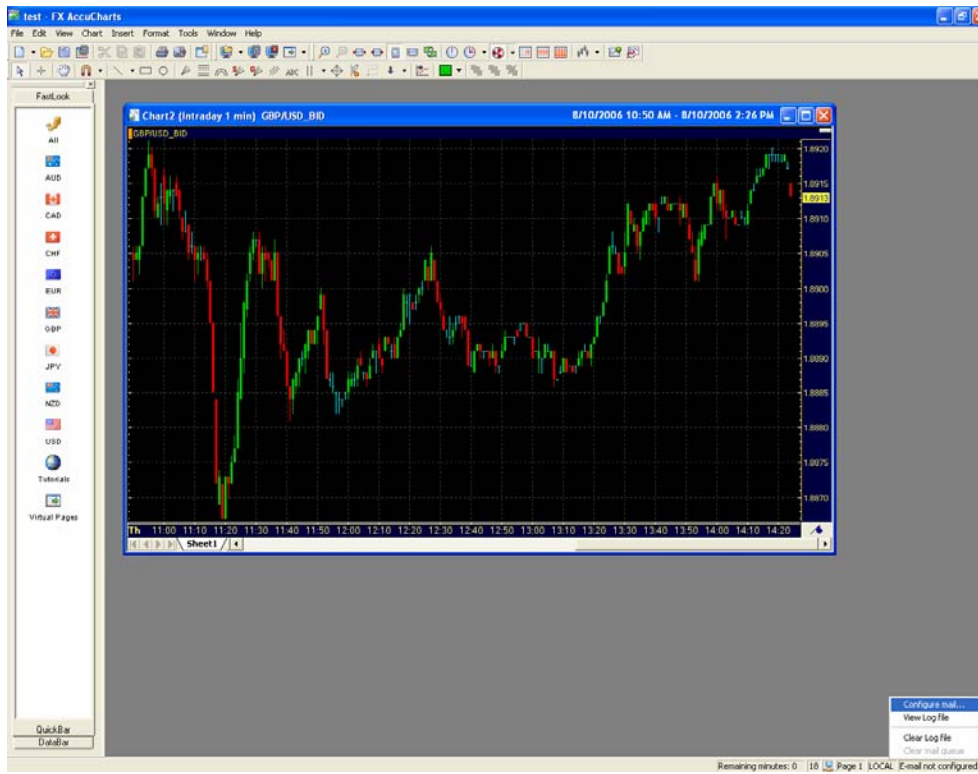 test - FX AccuCharts
File Edit View Chart Insert Format Tools Window Help
ABC
FastLook
All
AUD
CAD
CHF
EUR
GBP
JPY
NZD
USD
Tutorials
Virtual Pages
QuickBar
DataBar
Chart2 (Intraday 1 min) GBP/USD_BID 8/10/2006 10:50 AM - 8/10/2006 2:26 PM
GBP/USD_BID
1.8920
1.8915
1.8913
1.8910
1.8905
1.8900
1.8895
1.8890
1.8885
1.8880
1.8875
1.8870
Th 11:00 11:10 11:20 11:30 11:40 11:50 12:00 12:10 12:20 12:30 12:40 12:50 13:00 13:10 13:20 13:30 13:40 13:50 14:00 14:10 14:20
Sheet1
Configure mail...
View Log file
Clear Log file
Clear mail queue
Remaining minutes: 0 18 Page 1 LOCAL E-mail not configured